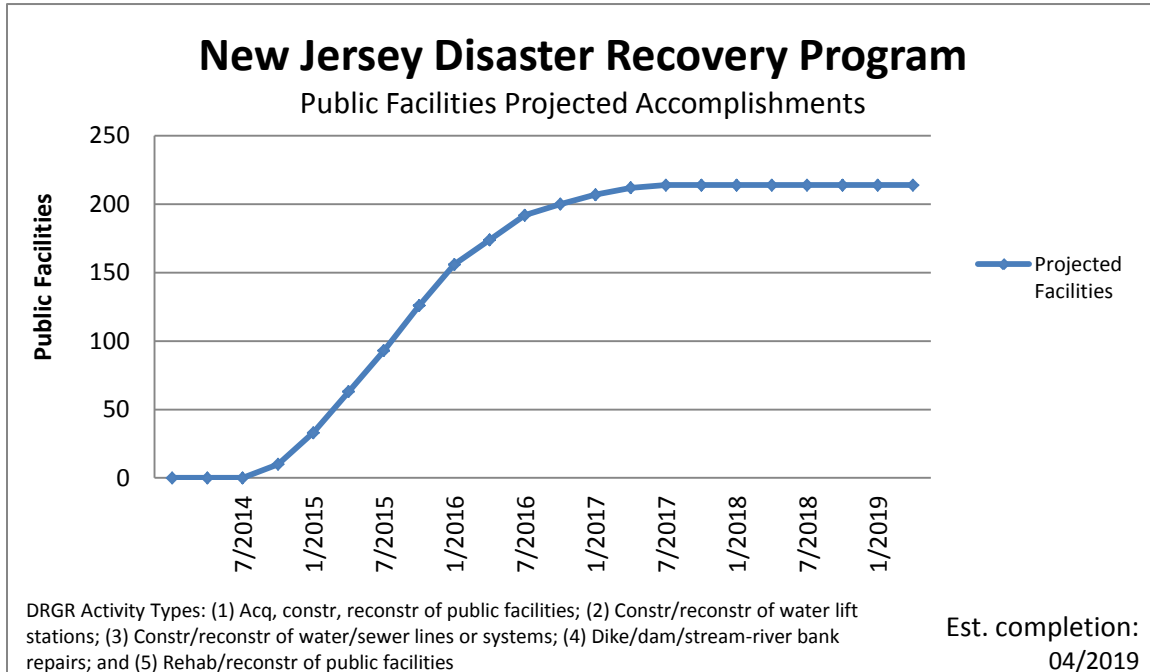 New Jersey Disaster Recovery Program
Public Facilities Projected Accomplishments
Public Facilities
250
200
150
100
50
0
7/2014
1/2015
7/2015
1/2016
7/2016
1/2017
7/2017
1/2018
7/2018
1/2019
Projected
Facilities
DRGR Activity Types: (1) Acq, constr, reconstr of public facilities; (2) Constr/reconstr of water lift
stations; (3) Constr/reconstr of water/sewer lines or systems; (4) Dike/dam/stream-river bank
repairs; and (5) Rehab/reconstr of public facilities
Est. completion:
04/2019